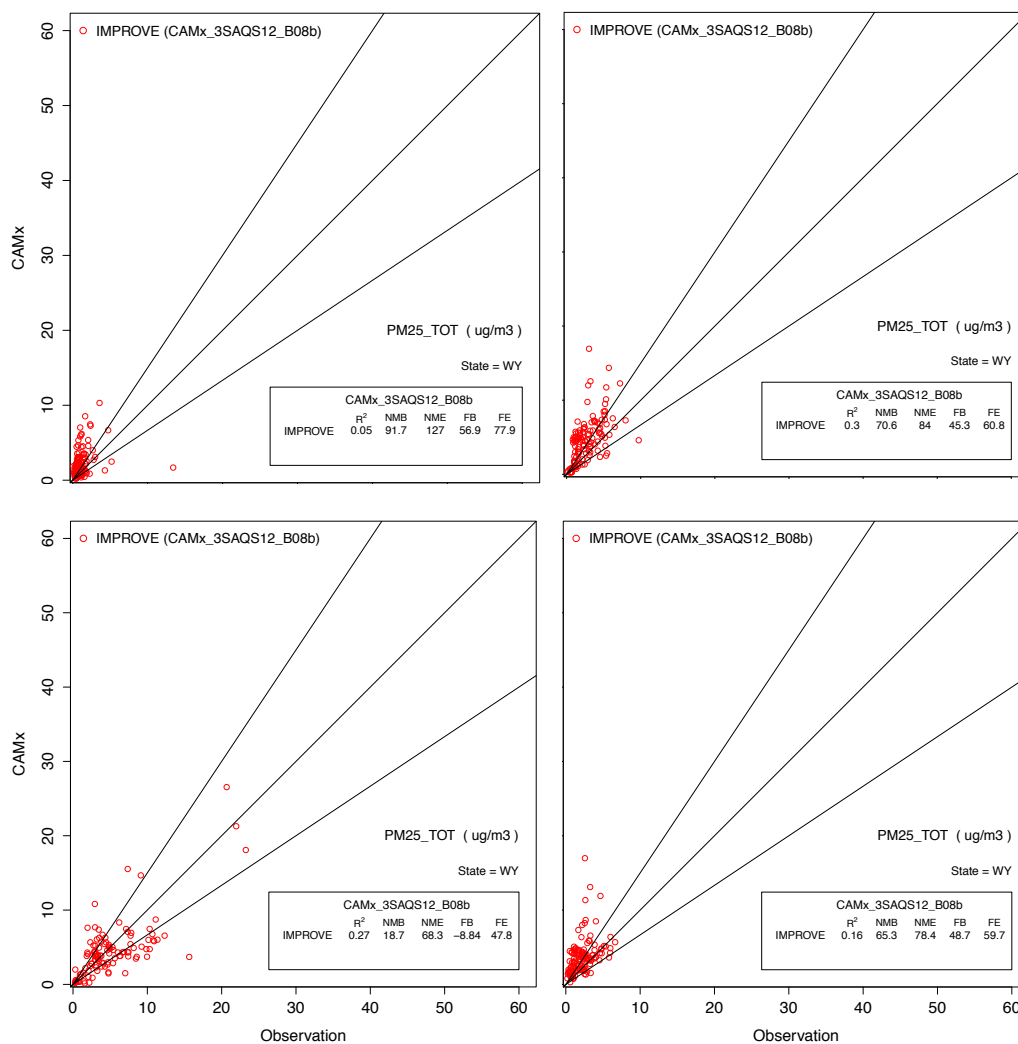 IMPROVE (CAMx_3SAQS12_B08b)
60
50
40
30
20
10
0
CAMx
PM25_TOT ( ug/m3 )
State = WY
CAMx_3SAQS12_B08b
R² NMB NME FB FE
IMPROVE 0.05 91.7 127 56.9 77.9
IMPROVE (CAMx_3SAQS12_B08b)
PM25_TOT ( ug/m3 )
State = WY
CAMx_3SAQS12_B08b
R² NMB NME FB FE
IMPROVE 0.3 70.6 84 45.3 60.8
IMPROVE (CAMx_3SAQS12_B08b)
60
50
40
30
20
10
0
CAMx
PM25_TOT ( ug/m3 )
State = WY
CAMx_3SAQS12_B08b
R² NMB NME FB FE
IMPROVE 0.27 18.7 68.3 −8.84 47.8
0 10 20 30 40 50 60
Observation
IMPROVE (CAMx_3SAQS12_B08b)
PM25_TOT ( ug/m3 )
State = WY
CAMx_3SAQS12_B08b
R² NMB NME FB FE
IMPROVE 0.16 65.3 78.4 48.7 59.7
0 10 20 30 40 50 60
Observation